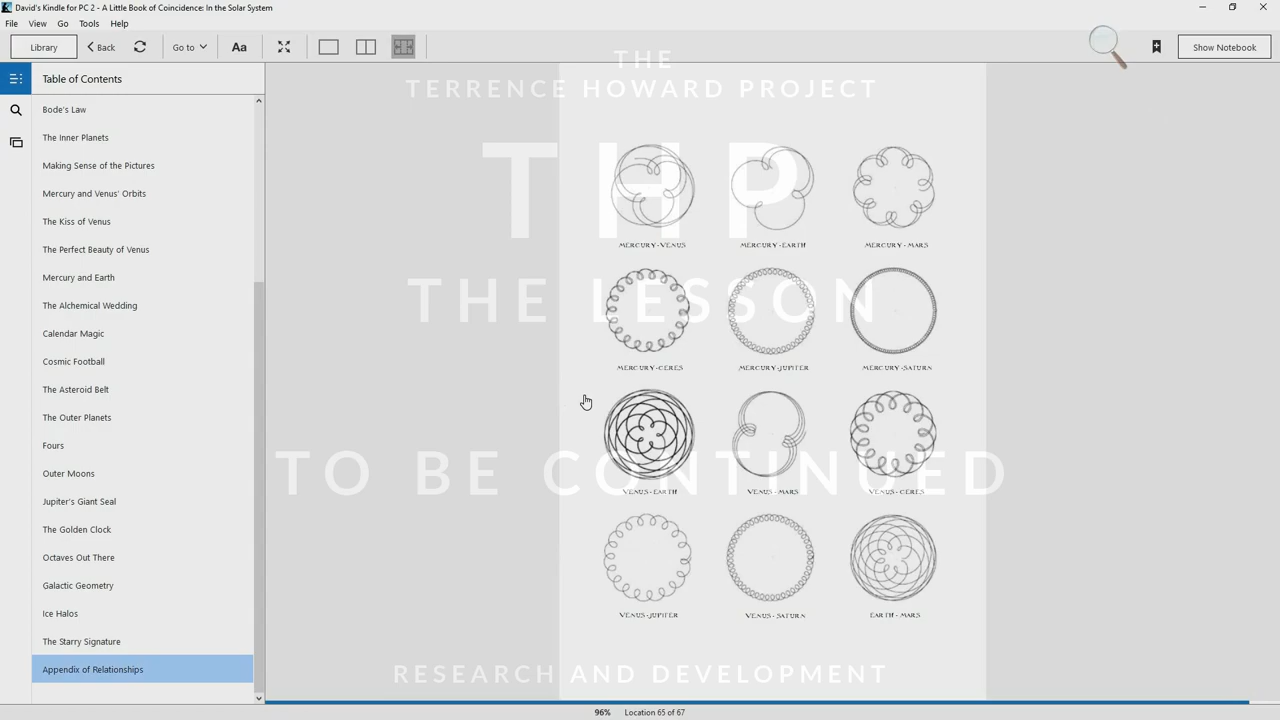 David's Kindle for PC 2 - A Little Book of Coincidence: In the Solar System
File View Go Tools Help
Library Back Go to Aa Show Notebook
THE
TERRENCE HOWARD PROJECT
THP
THE LESSON
TO BE CONTINUED
RESEARCH AND DEVELOPMENT
Table of Contents
Bode's Law
The Inner Planets
Making Sense of the Pictures
Mercury and Venus' Orbits
The Kiss of Venus
The Perfect Beauty of Venus
Mercury and Earth
The Alchemical Wedding
Calendar Magic
Cosmic Football
The Asteroid Belt
The Outer Planets
Fours
Outer Moons
Jupiter's Giant Seal
The Golden Clock
Octaves Out There
Galactic Geometry
Ice Halos
The Starry Signature
Appendix of Relationships
MERCURY - VENUS MERCURY - EARTH MERCURY - MARS
MERCURY - CERES MERCURY - JUPITER MERCURY - SATURN
VENUS - EARTH VENUS - MARS VENUS - CERES
VENUS - JUPITER VENUS - SATURN EARTH - MARS
96% Location 65 of 67